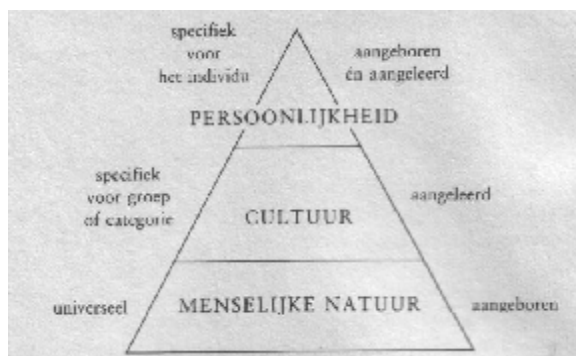 specifiek
voor
het individu
aangeboren
én aangeleerd
PERSOONLIJKHEID
specifiek
voor groep
of categorie
CULTUUR
aangeleerd
universeel
MENSELIJKE NATUUR
aangeboren